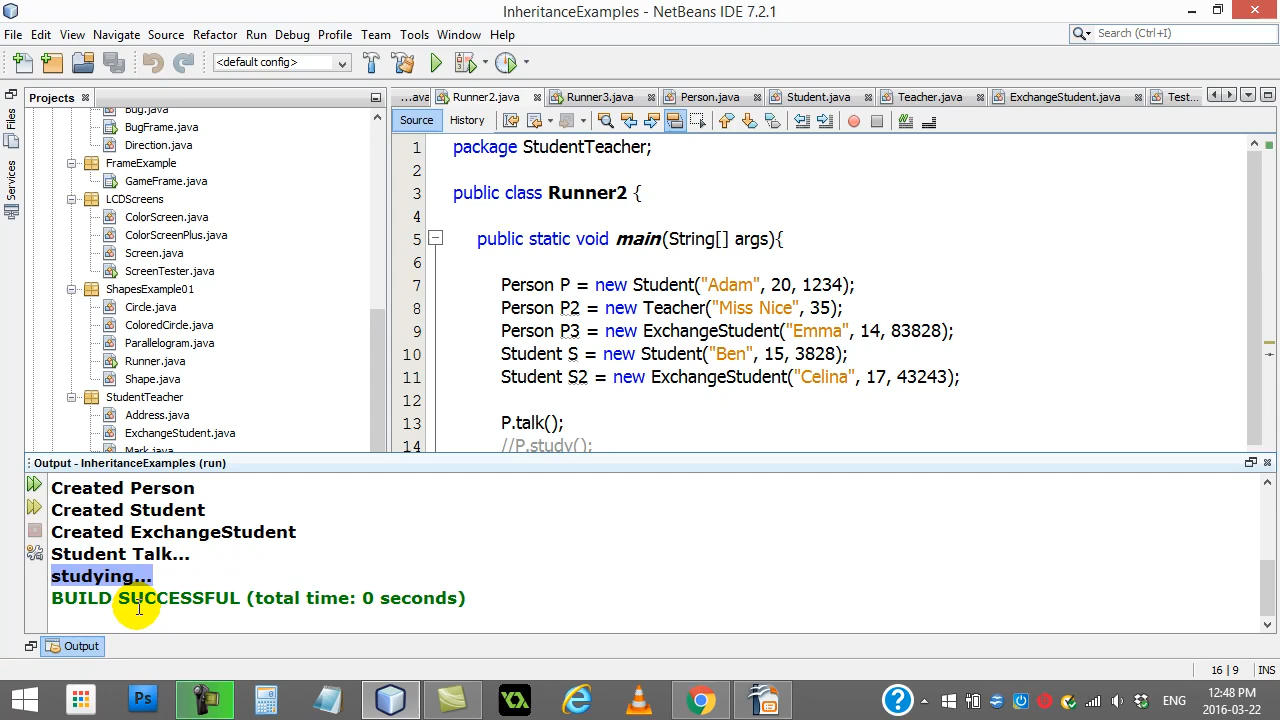 InheritanceExamples - NetBeans IDE 7.2.1
File Edit View Navigate Source Refactor Run Debug Profile Team Tools Window Help
Search (Ctrl+I)
<default config>
Projects
Files
Services
Bug.java
BugFrame.java
Direction.java
FrameExample
GameFrame.java
LCDScreens
ColorScreen.java
ColorScreenPlus.java
Screen.java
ScreenTester.java
ShapesExample01
Circle.java
ColoredCircle.java
Parallelogram.java
Runner.java
Shape.java
StudentTeacher
Address.java
ExchangeStudent.java
Mark.java
...ava Runner2.java Runner3.java Person.java Student.java Teacher.java ExchangeStudent.java Test...
Source History
1 package StudentTeacher;
2
3 public class Runner2 {
4
5 public static void main(String[] args){
6
7 Person P = new Student("Adam", 20, 1234);
8 Person P2 = new Teacher("Miss Nice", 35);
9 Person P3 = new ExchangeStudent("Emma", 14, 83828);
10 Student S = new Student("Ben", 15, 3828);
11 Student S2 = new ExchangeStudent("Celina", 17, 43243);
12
13 P.talk();
14 //P.study();
Output - InheritanceExamples (run)
Created Person
Created Student
Created ExchangeStudent
Student Talk...
studying...
BUILD SUCCESSFUL (total time: 0 seconds)
Output
16 | 9 INS
Ps
ENG
12:48 PM
2016-03-22